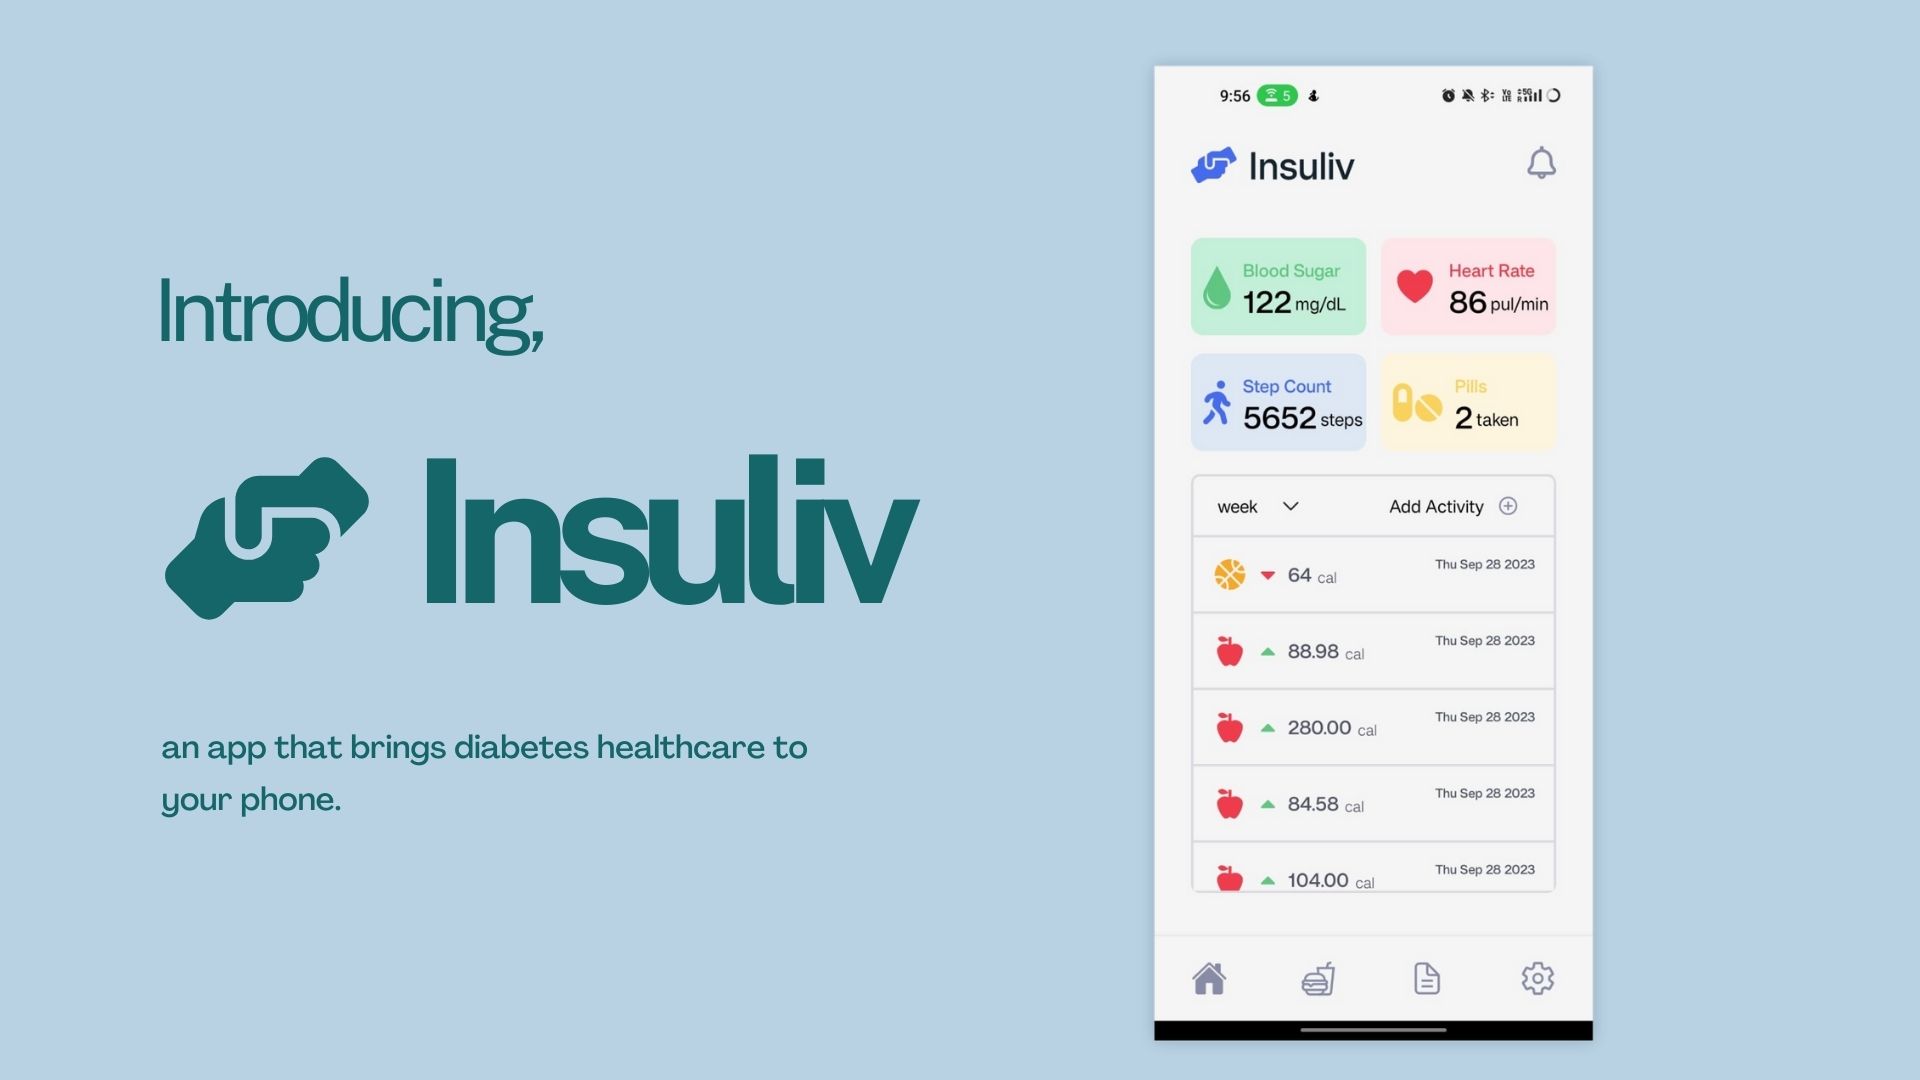 Introducing,
Insuliv
an app that brings diabetes healthcare to
your phone.
9:56 5
Insuliv
Blood Sugar
122 mg/dL
Heart Rate
86 pul/min
Step Count
5652 steps
Pills
2 taken
week Add Activity
64 cal Thu Sep 28 2023
88.98 cal Thu Sep 28 2023
280.00 cal Thu Sep 28 2023
84.58 cal Thu Sep 28 2023
104.00 cal Thu Sep 28 2023